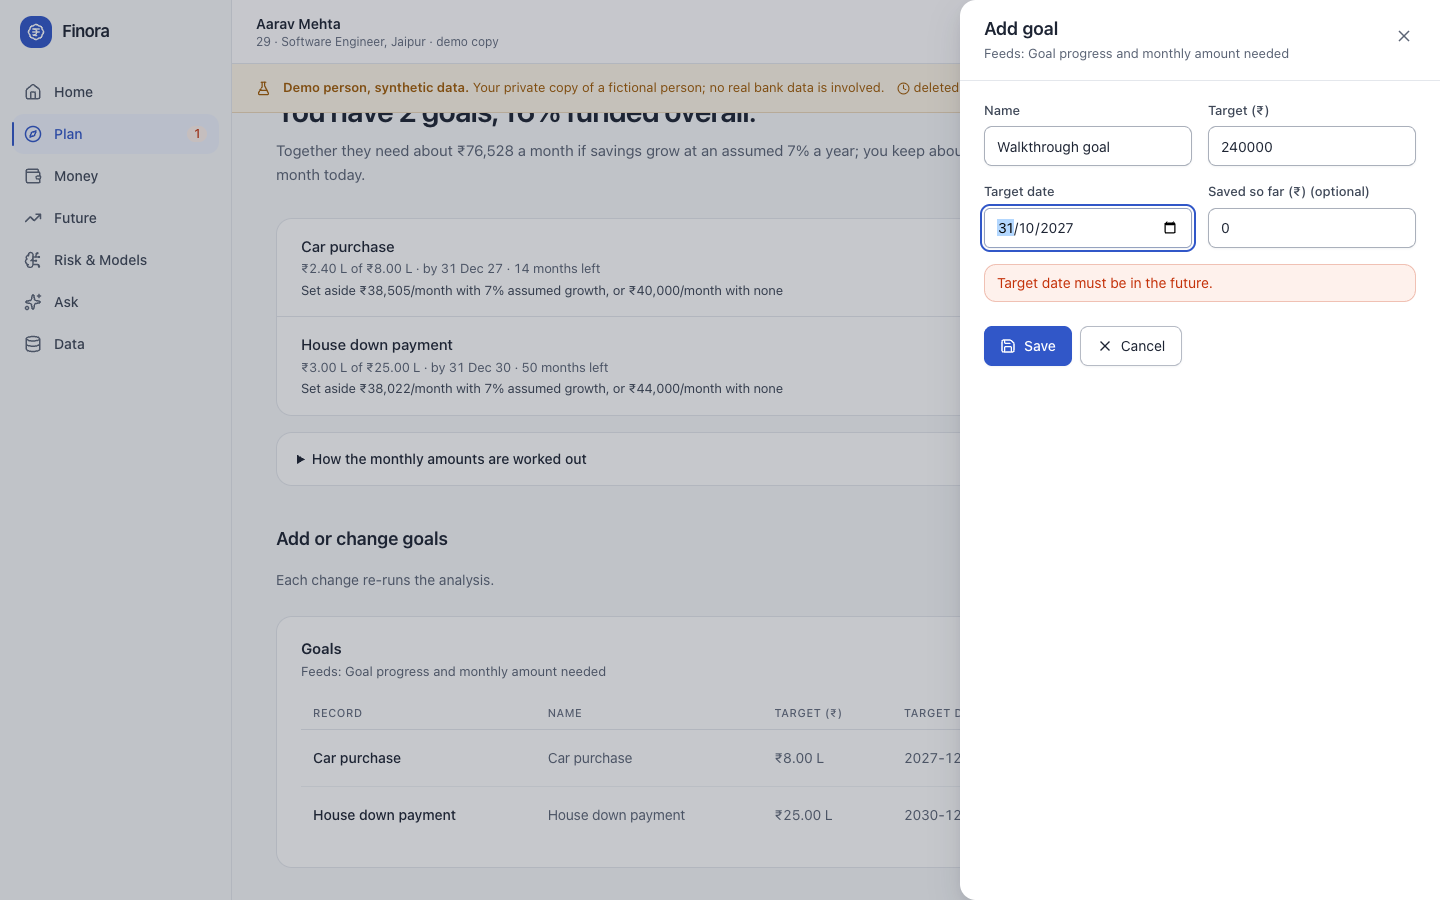 Finora
Home
Plan 1
Money
Future
Risk & Models
Ask
Data
Aarav Mehta
29 · Software Engineer, Jaipur · demo copy
Demo person, synthetic data. Your private copy of a fictional person; no real bank data is involved. deleted
You have 2 goals, 16% funded overall.
Together they need about ₹76,528 a month if savings grow at an assumed 7% a year; you keep abou
month today.
Car purchase
₹2.40 L of ₹8.00 L · by 31 Dec 27 · 14 months left
Set aside ₹38,505/month with 7% assumed growth, or ₹40,000/month with none
House down payment
₹3.00 L of ₹25.00 L · by 31 Dec 30 · 50 months left
Set aside ₹38,022/month with 7% assumed growth, or ₹44,000/month with none
How the monthly amounts are worked out
Add or change goals
Each change re-runs the analysis.
Goals
Feeds: Goal progress and monthly amount needed
RECORD NAME TARGET (₹) TARGET D
Car purchase Car purchase ₹8.00 L 2027-12
House down payment House down payment ₹25.00 L 2030-12
Add goal
Feeds: Goal progress and monthly amount needed
Name Target (₹)
Walkthrough goal 240000
Target date Saved so far (₹) (optional)
31/10/2027 0
Target date must be in the future.
Save Cancel